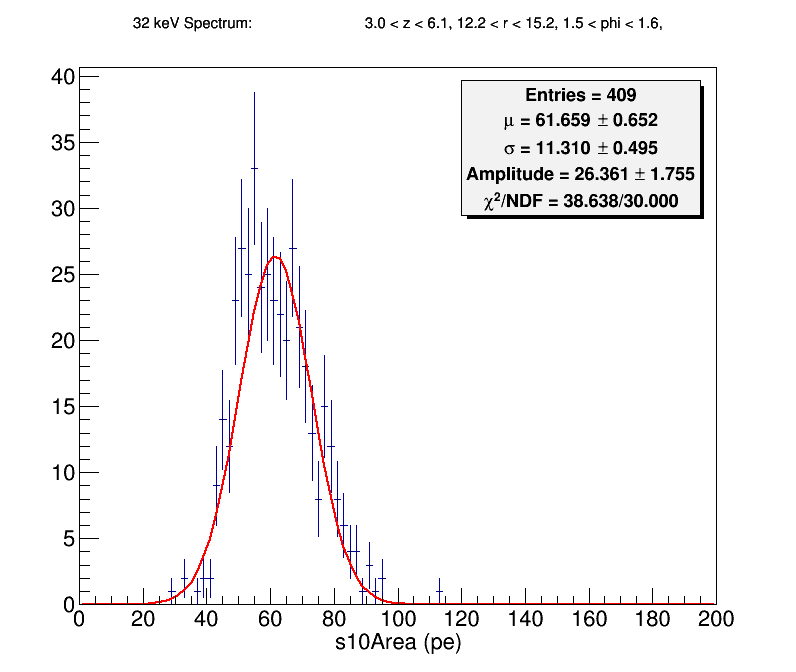 32 keV Spectrum: 3.0 < z < 6.1, 12.2 < r < 15.2, 1.5 < phi < 1.6,
Entries = 409
μ = 61.659 ± 0.652
σ = 11.310 ± 0.495
Amplitude = 26.361 ± 1.755
χ²/NDF = 38.638/30.000
40
35
30
25
20
15
10
5
0
0 20 40 60 80 100 120 140 160 180 200
s10Area (pe)